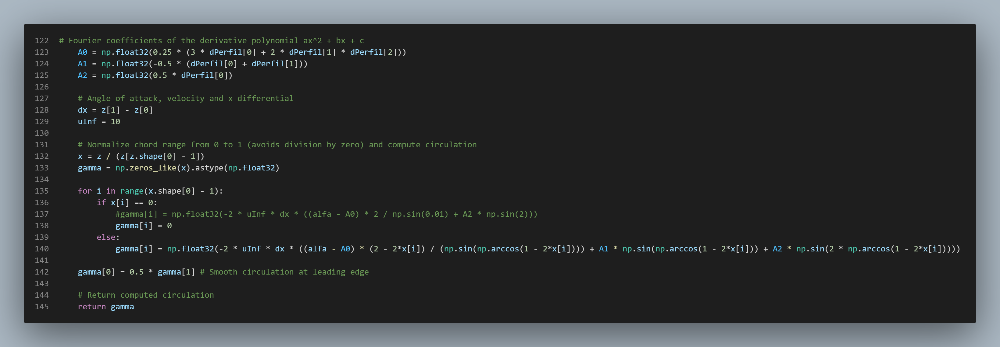 122 # Fourier coefficients of the derivative polynomial ax^2 + bx + c
123     A0 = np.float32(0.25 * (3 * dPerfil[0] + 2 * dPerfil[1] * dPerfil[2]))
124     A1 = np.float32(-0.5 * (dPerfil[0] + dPerfil[1]))
125     A2 = np.float32(0.5 * dPerfil[0])
126
127     # Angle of attack, velocity and x differential
128     dx = z[1] - z[0]
129     uInf = 10
130
131     # Normalize chord range from 0 to 1 (avoids division by zero) and compute circulation
132     x = z / (z[z.shape[0] - 1])
133     gamma = np.zeros_like(x).astype(np.float32)
134
135     for i in range(x.shape[0] - 1):
136         if x[i] == 0:
137             #gamma[i] = np.float32(-2 * uInf * dx * ((alfa - A0) * 2 / np.sin(0.01) + A2 * np.sin(2)))
138             gamma[i] = 0
139         else:
140             gamma[i] = np.float32(-2 * uInf * dx * ((alfa - A0) * (2 - 2*x[i]) / (np.sin(np.arccos(1 - 2*x[i]))) + A1 * np.sin(np.arccos(1 - 2*x[i])) + A2 * np.sin(2 * np.arccos(1 - 2*x[i]))))
141
142     gamma[0] = 0.5 * gamma[1] # Smooth circulation at leading edge
143
144     # Return computed circulation
145     return gamma